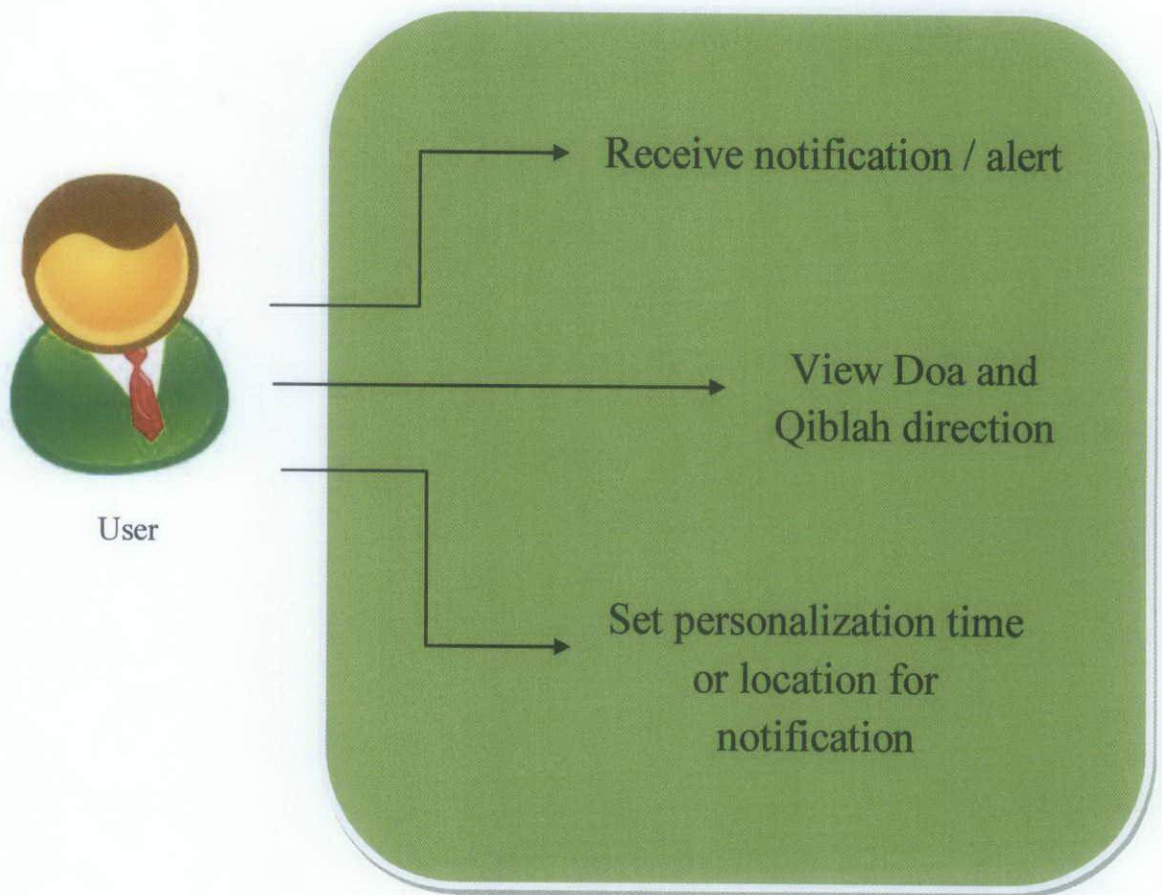 Receive notification / alert
View Doa and
Qiblah direction
User
Set personalization time
or location for
notification